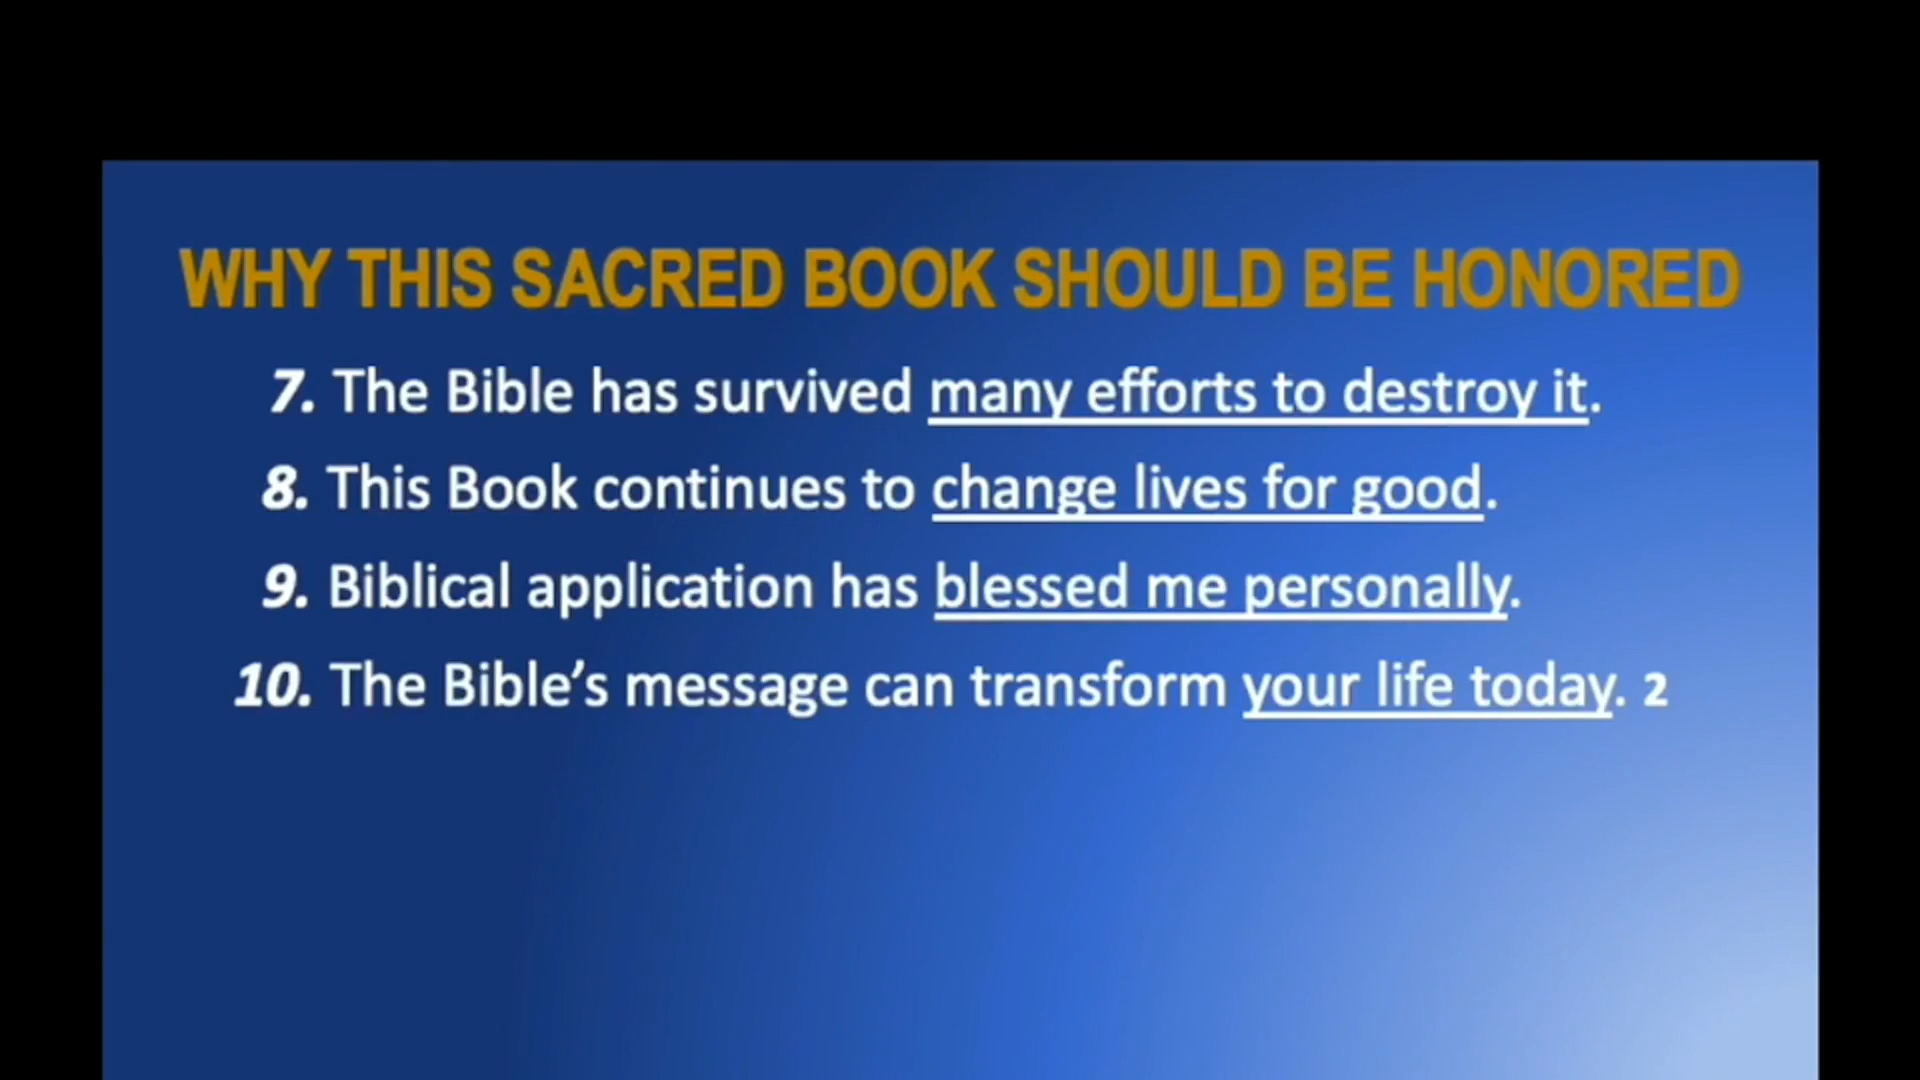 WHY THIS SACRED BOOK SHOULD BE HONORED
7. The Bible has survived many efforts to destroy it.
8. This Book continues to change lives for good.
9. Biblical application has blessed me personally.
10. The Bible’s message can transform your life today. 2